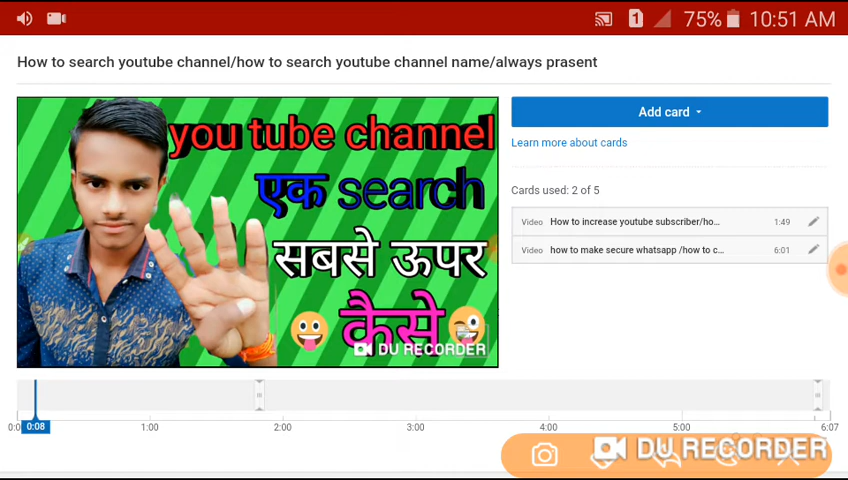 1 75% 10:51 AM
How to search youtube channel/how to search youtube channel name/always prasent
you tube channel
एक search
सबसे ऊपर
कैसे
DU RECORDER
Add card
Learn more about cards
Cards used: 2 of 5
Video How to increase youtube subscriber/ho... 1:49
Video how to make secure whatsapp /how to c... 6:01
0:08 1:00 2:00 3:00 4:00 5:00 6:07
DU RECORDER